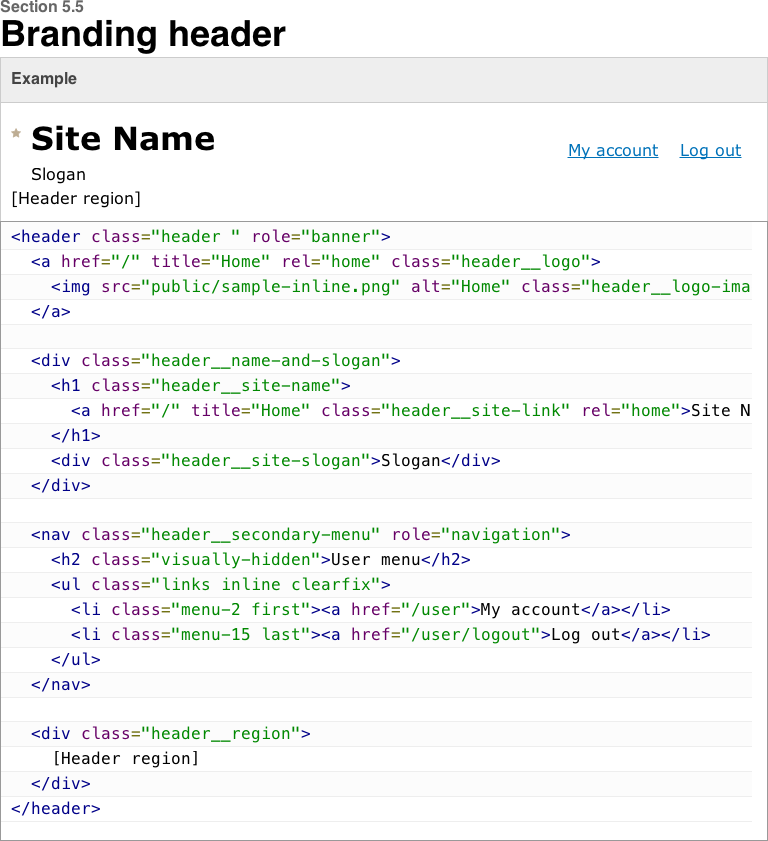 Section 5.5
Branding header
Example
Site Name
My account Log out
Slogan
[Header region]
<header class="header " role="banner">
  <a href="/" title="Home" rel="home" class="header__logo">
    <img src="public/sample-inline.png" alt="Home" class="header__logo-ima
  </a>

  <div class="header__name-and-slogan">
    <h1 class="header__site-name">
      <a href="/" title="Home" class="header__site-link" rel="home">Site N
    </h1>
    <div class="header__site-slogan">Slogan</div>
  </div>

  <nav class="header__secondary-menu" role="navigation">
    <h2 class="visually-hidden">User menu</h2>
    <ul class="links inline clearfix">
      <li class="menu-2 first"><a href="/user">My account</a></li>
      <li class="menu-15 last"><a href="/user/logout">Log out</a></li>
    </ul>
  </nav>

  <div class="header__region">
    [Header region]
  </div>
</header>